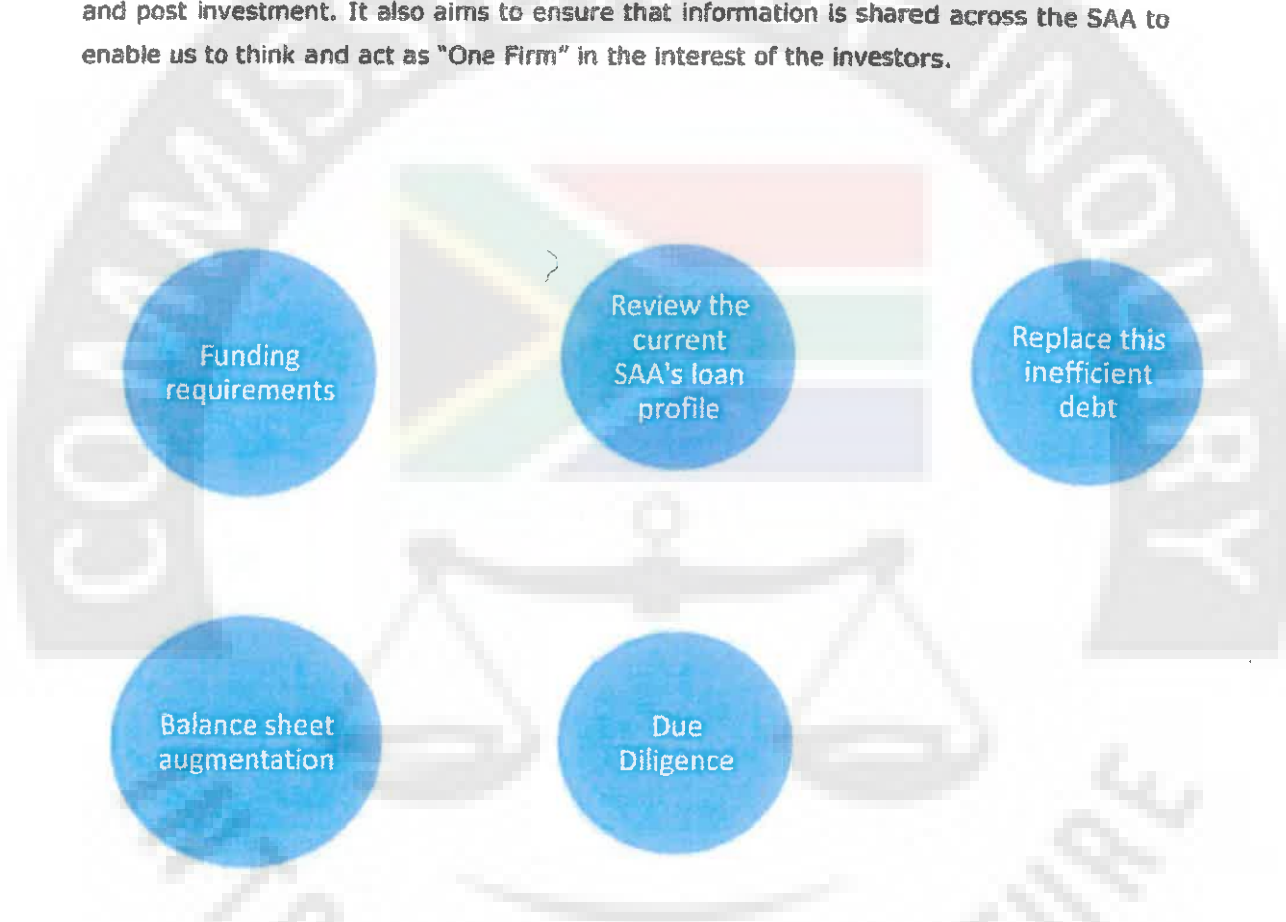 and post investment. It also aims to ensure that information is shared across the SAA to
enable us to think and act as "One Firm" in the interest of the investors.
Funding
requirements
Review the
current
SAA's loan
profile
Replace this
inefficient
debt
Balance sheet
augmentation
Due
Diligence